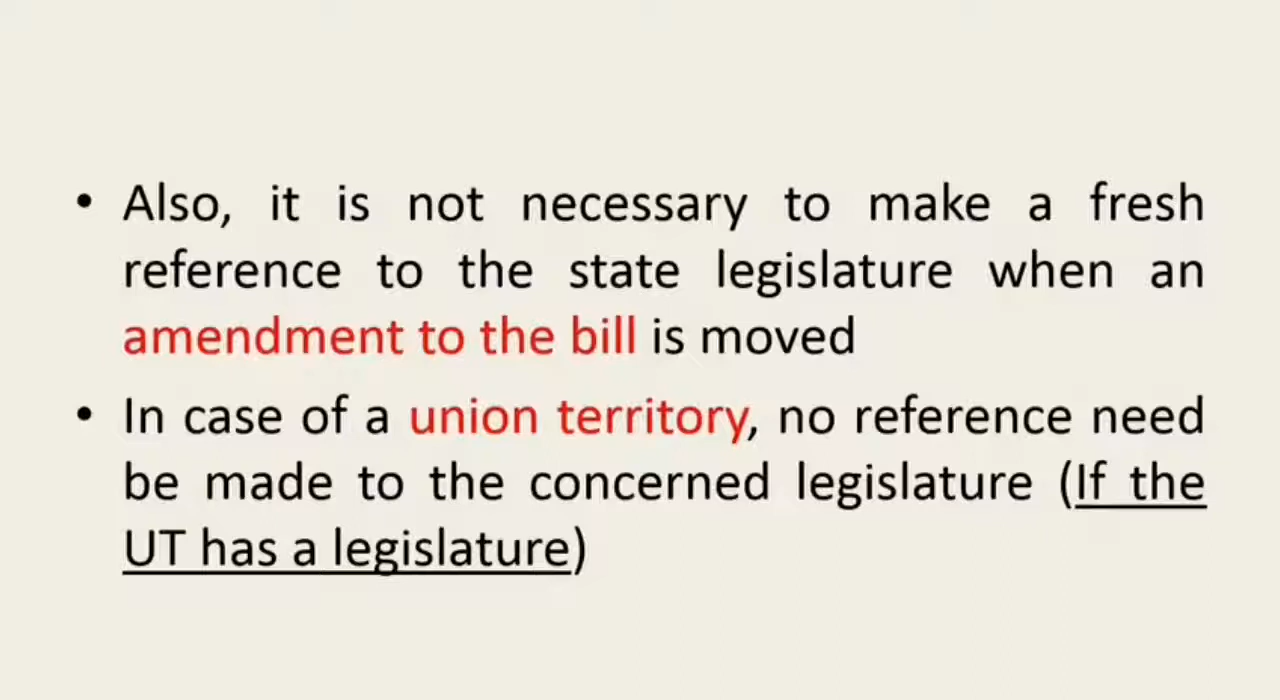 • Also, it is not necessary to make a fresh
reference to the state legislature when an
amendment to the bill is moved
• In case of a union territory, no reference need
be made to the concerned legislature (If the
UT has a legislature)